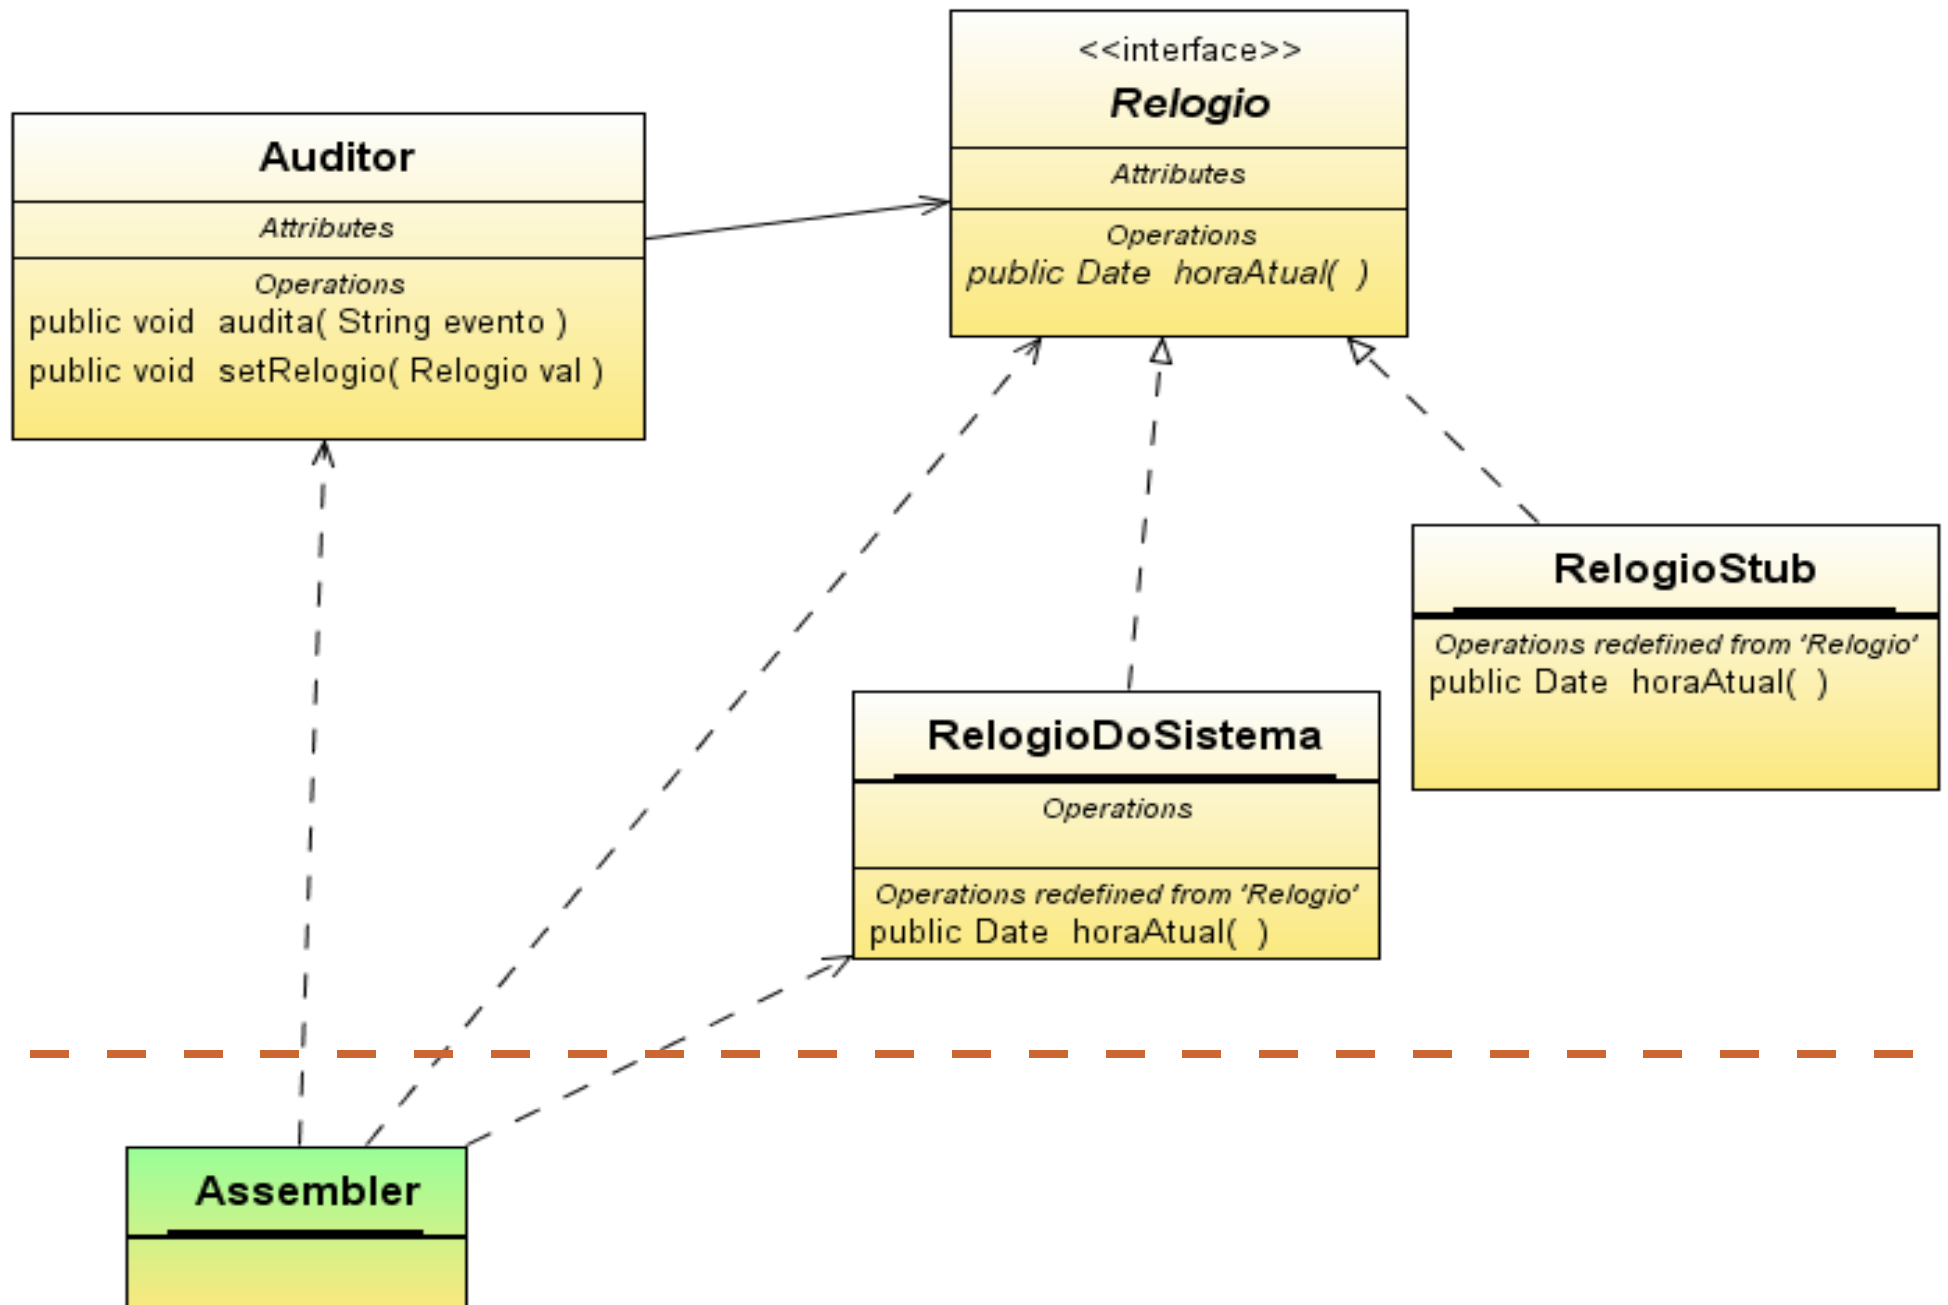 <<interface>>
Relogio
Attributes
Operations
public Date horaAtual( )
Auditor
Attributes
Operations
public void audita( String evento )
public void setRelogio( Relogio val )
RelogioStub
Operations redefined from 'Relogio'
public Date horaAtual( )
RelogioDoSistema
Operations
Operations redefined from 'Relogio'
public Date horaAtual( )
Assembler